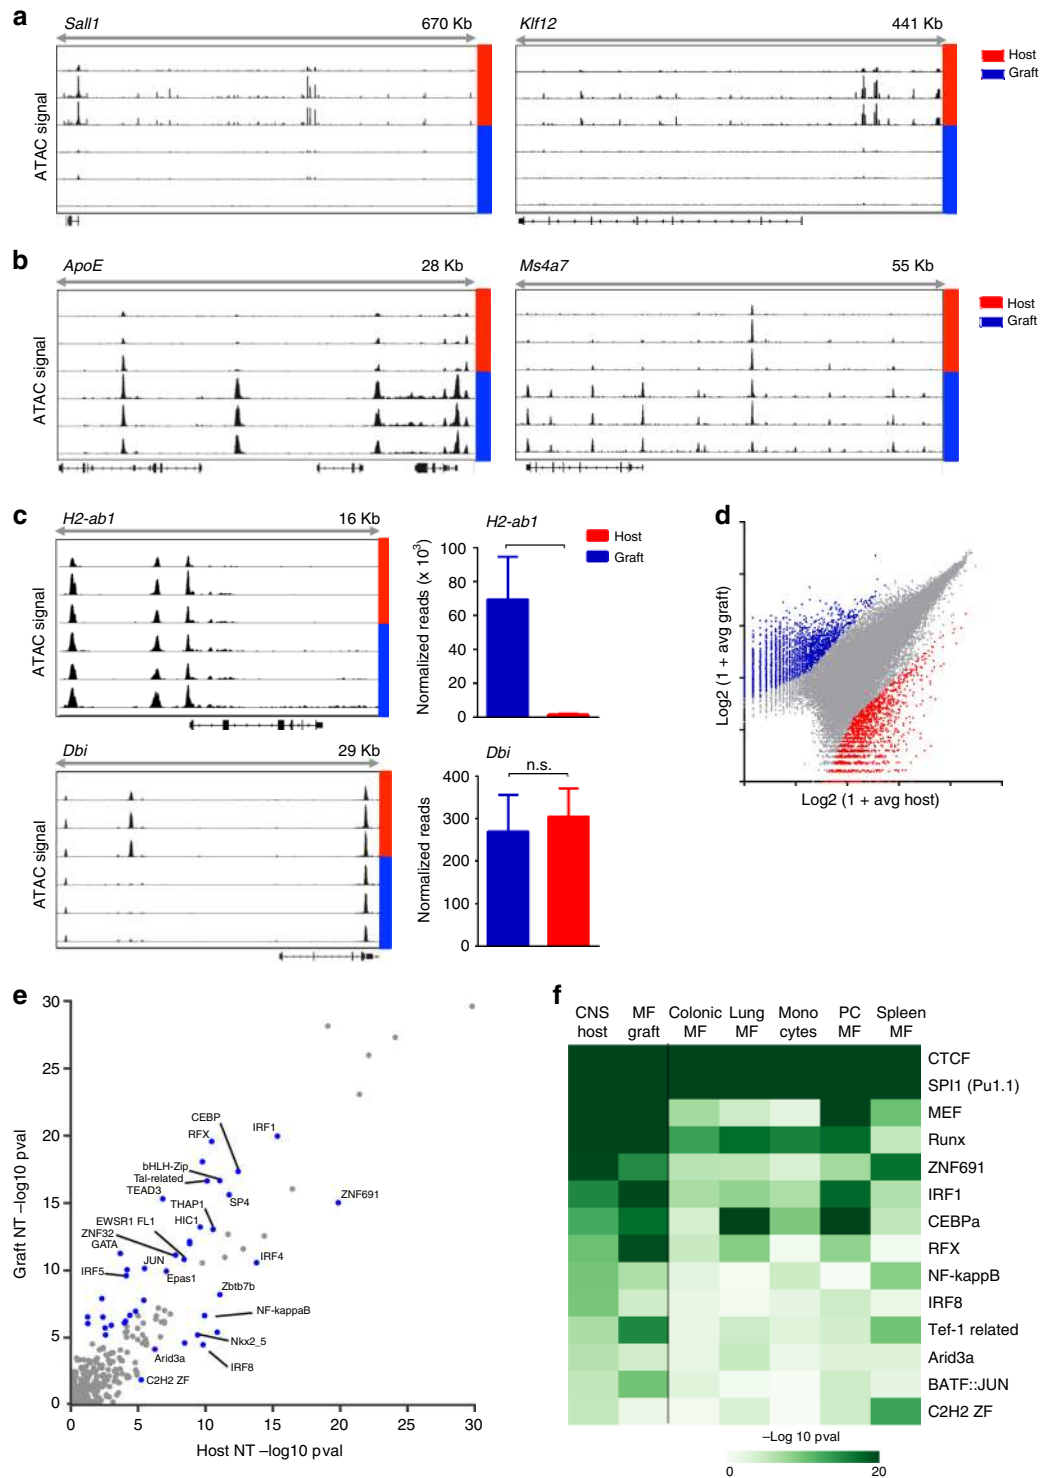 a
Sall1 670 Kb
Klf12 441 Kb
Host
Graft
ATAC signal
b
ApoE 28 Kb
Ms4a7 55 Kb
Host
Graft
ATAC signal
c
H2-ab1 16 Kb
ATAC signal
H2-ab1
Host
Graft
Normalized reads (x 10³)
100
80
60
40
20
0
d
Log2 (1 + avg graft)
Log2 (1 + avg host)
Dbi 29 Kb
ATAC signal
Dbi
n.s.
Normalized reads
400
300
200
100
0
e
Graft NT –log10 pval
30
25
20
15
10
5
0
CEBP
RFX
IRF1
bHLH-Zip
Tal-related
TEAD3
SP4
ZNF691
THAP1
HIC1
EWSR1 FL1
ZNF32
GATA
JUN
IRF4
IRF5
Epas1
Zbtb7b
NF-kappaB
Nkx2_5
Arid3a
IRF8
C2H2 ZF
0 5 10 15 20 25 30
Host NT –log10 pval
f
CNS host
MF graft
Colonic MF
Lung MF
Mono cytes
PC MF
Spleen MF
CTCF
SPI1 (Pu1.1)
MEF
Runx
ZNF691
IRF1
CEBPa
RFX
NF-kappB
IRF8
Tef-1 related
Arid3a
BATF::JUN
C2H2 ZF
–Log 10 pval
0 20